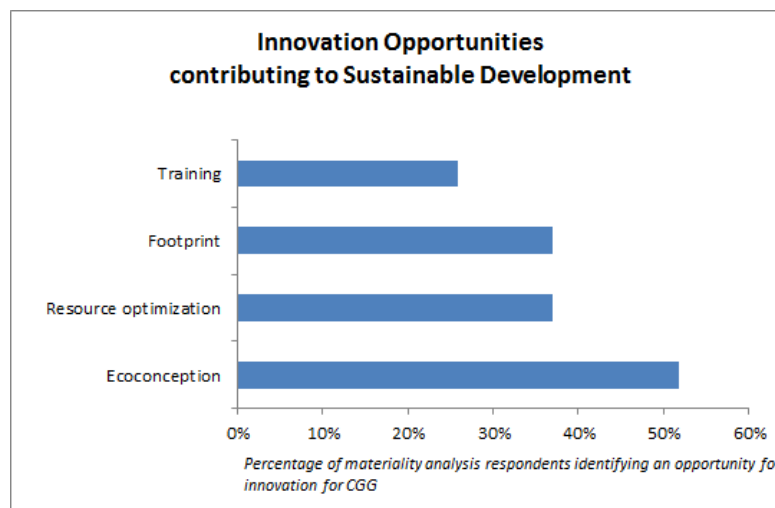 Innovation Opportunities
contributing to Sustainable Development
Training
Footprint
Resource optimization
Ecoconception
0% 10% 20% 30% 40% 50% 60%
Percentage of materiality analysis respondents identifying an opportunity fo
innovation for CGG